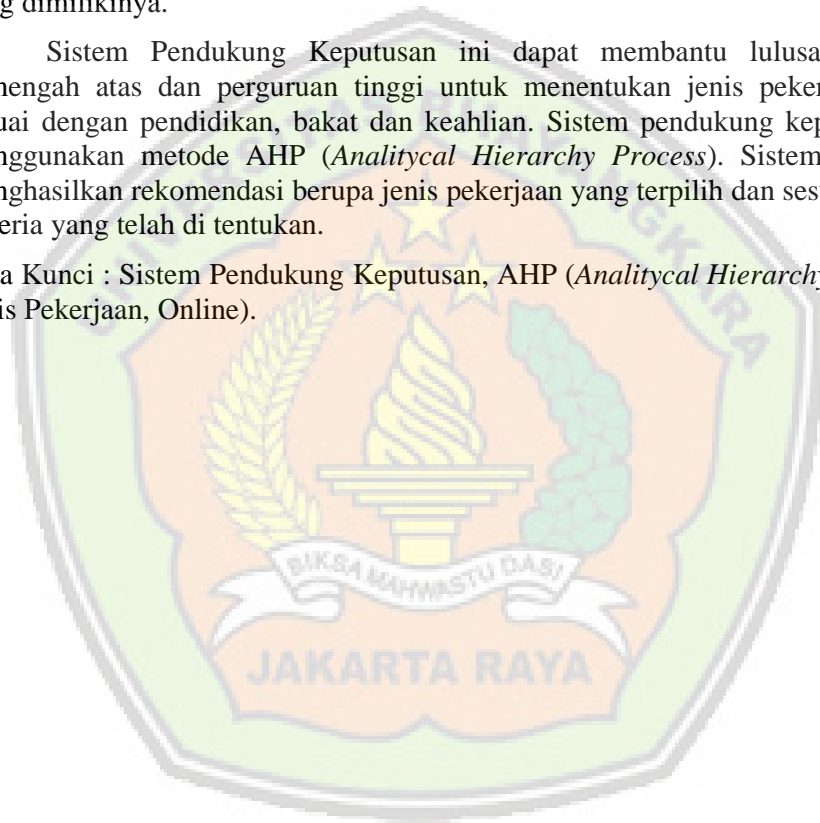 g dimilikinya.
Sistem Pendukung Keputusan ini dapat membantu lulusa
nengah atas dan perguruan tinggi untuk menentukan jenis peker
uai dengan pendidikan, bakat dan keahlian. Sistem pendukung kep
nggunakan metode AHP (Analitycal Hierarchy Process). Sistem
nghasilkan rekomendasi berupa jenis pekerjaan yang terpilih dan sest
eria yang telah di tentukan.
a Kunci : Sistem Pendukung Keputusan, AHP (Analitycal Hierarchy
is Pekerjaan, Online).
UNIVERSITAS BHAYANGKARA
BIKSA MAHWASTU DASI
JAKARTA RAYA